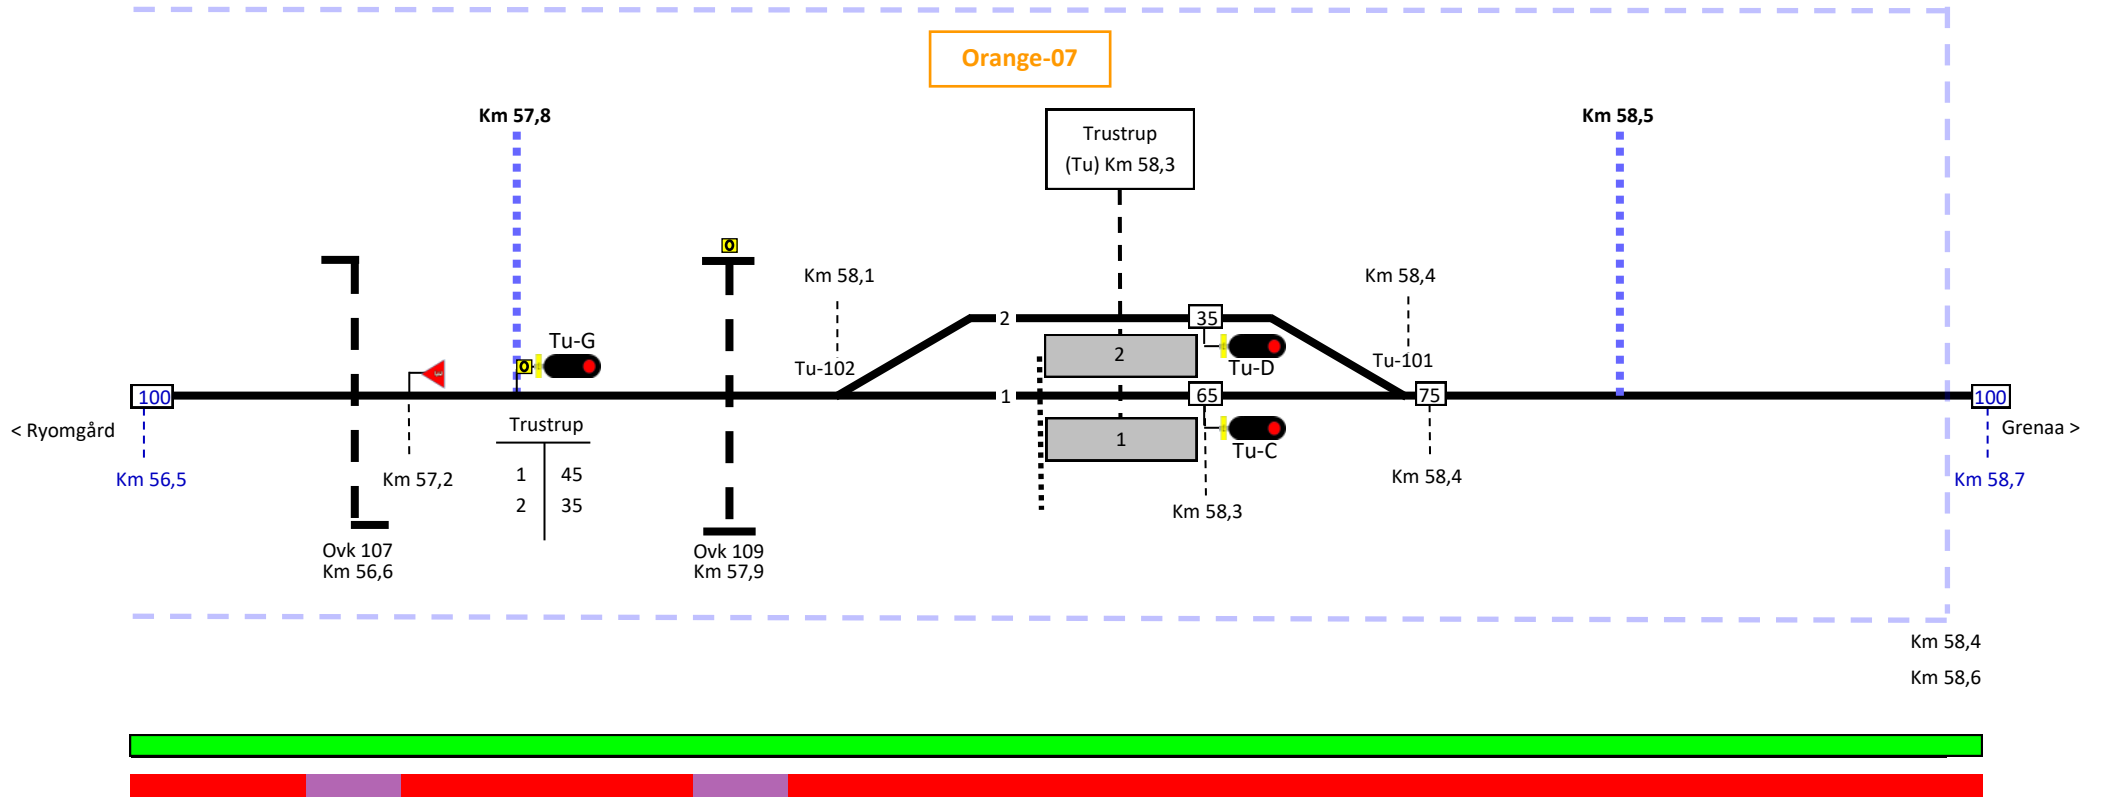 Orange-07
Km 57,8
Trustrup
(Tu) Km 58,3
Km 58,5
O
Km 58,1
Km 58,4
Tu-G
O
2
35
2
Tu-D
Tu-102
Tu-101
3
100
1
65
75
100
< Ryomgård
Trustrup
1
Tu-C
Grenaa >
Km 56,5
Km 57,2
1 45
2 35
Km 58,3
Km 58,4
Km 58,7
Ovk 107
Km 56,6
Ovk 109
Km 57,9
Km 58,4
Km 58,6